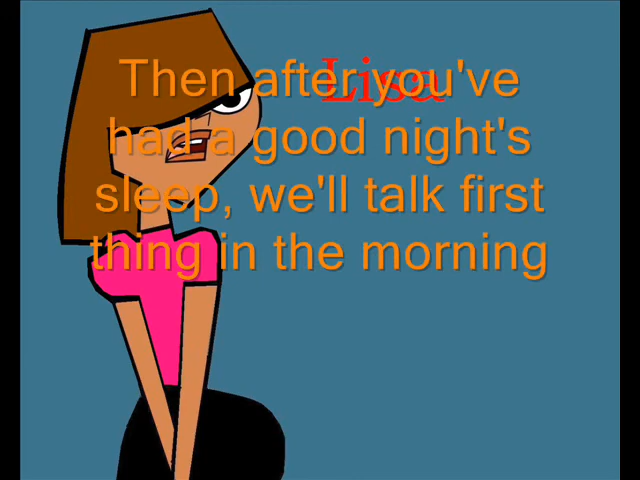 Lisa
Then after you've
had a good night's
sleep, we'll talk first
thing in the morning